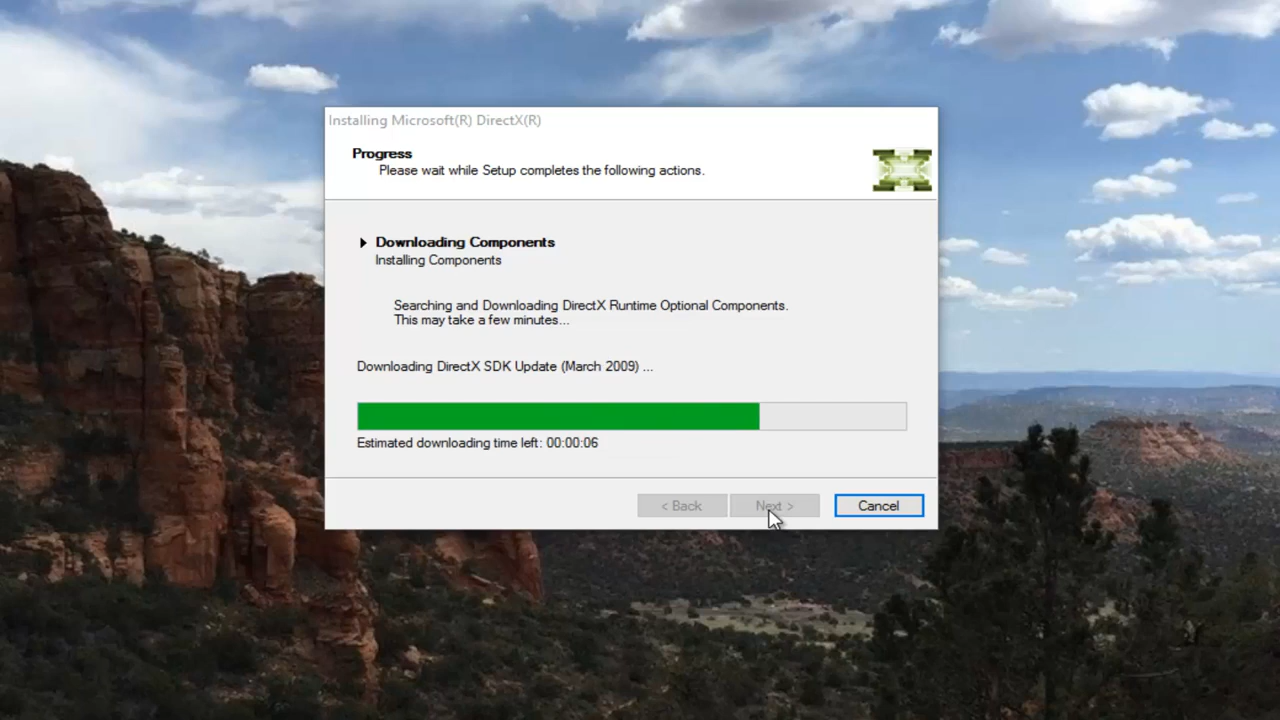 Installing Microsoft(R) DirectX(R)
Progress
Please wait while Setup completes the following actions.
Downloading Components
Installing Components
Searching and Downloading DirectX Runtime Optional Components.
This may take a few minutes...
Downloading DirectX SDK Update (March 2009) ...
Estimated downloading time left: 00:00:06
< Back Next > Cancel